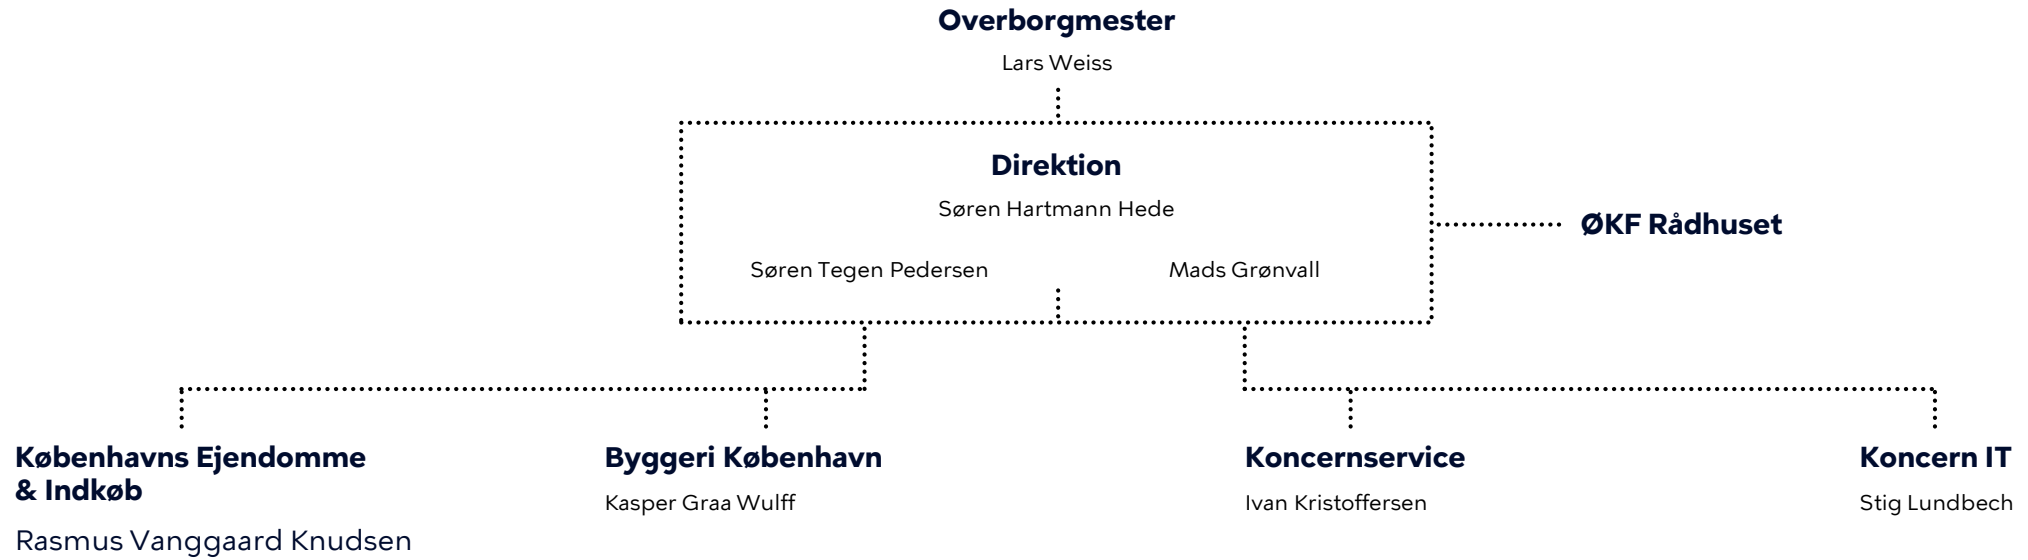 Overborgmester
Lars Weiss
Direktion
Søren Hartmann Hede
ØKF Rådhuset
Søren Tegen Pedersen
Mads Grønvall
Københavns Ejendomme
& Indkøb
Rasmus Vanggaard Knudsen
Byggeri København
Kasper Graa Wulff
Koncernservice
Ivan Kristoffersen
Koncern IT
Stig Lundbech